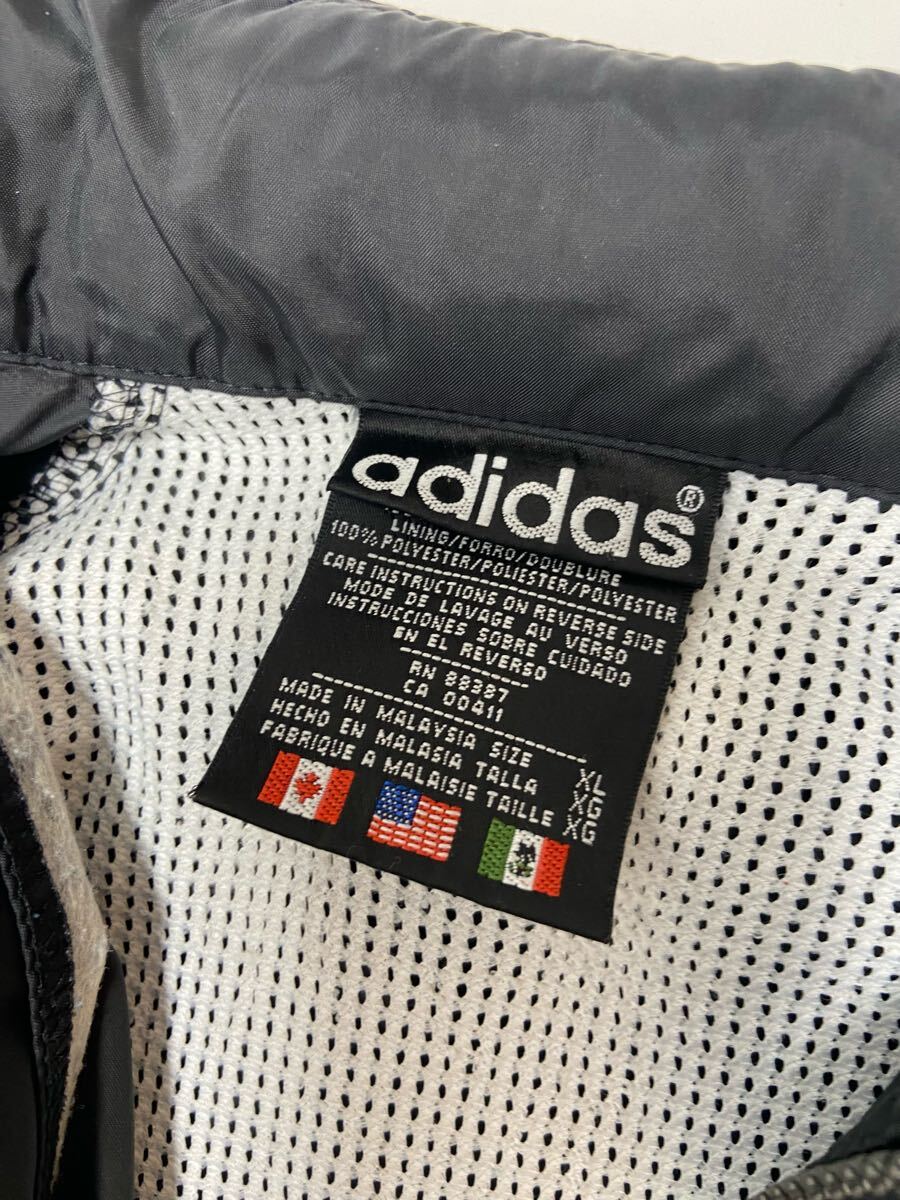 adidas®
LINING/FORRO/DOUBLURE
100% POLYESTER/POLIESTER/POLYESTER
CARE INSTRUCTIONS ON REVERSE SIDE
MODE DE LAVAGE AU VERSO
INSTRUCCIONES SOBRE CUIDADO
EN EL REVERSO
RN 88387
CA 00411
MADE IN MALAYSIA SIZE XL
HECHO EN MALASIA TALLA XG
FABRIQUE A MALAISIE TAILLE XG